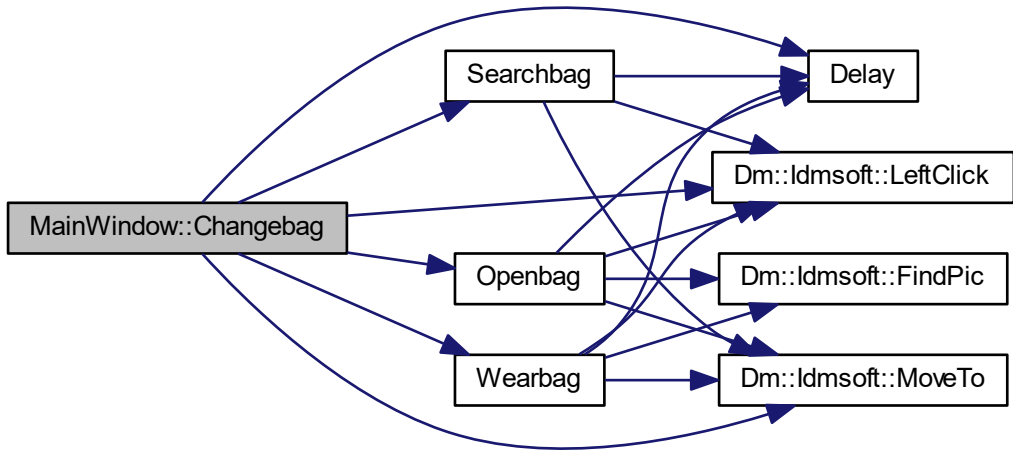 MainWindow::Changebag
Searchbag
Openbag
Wearbag
Delay
Dm::Idmsoft::LeftClick
Dm::Idmsoft::FindPic
Dm::Idmsoft::MoveTo